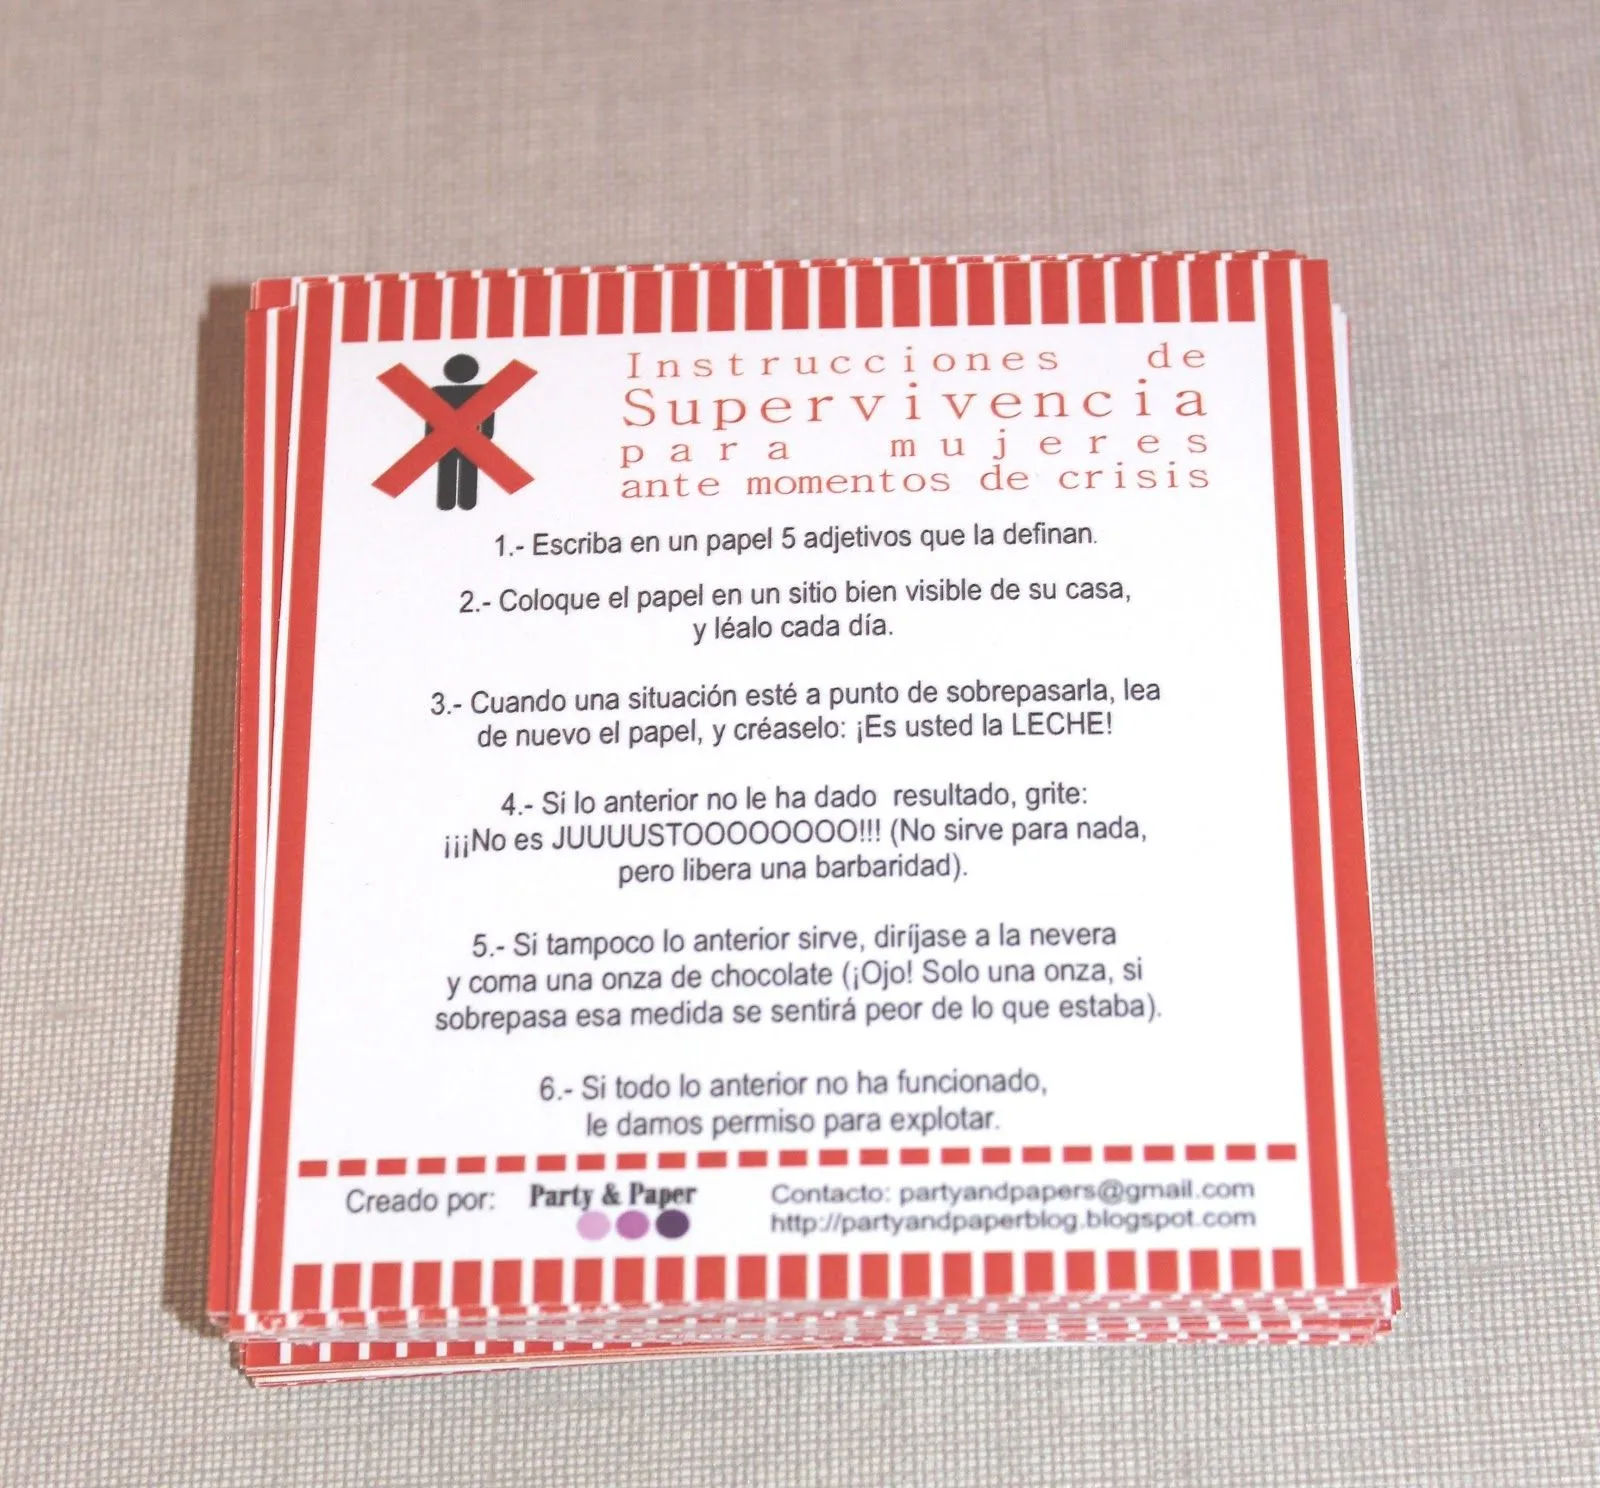 Instrucciones de
Supervivencia
para mujeres
ante momentos de crisis
1.- Escriba en un papel 5 adjetivos que la definan.
2.- Coloque el papel en un sitio bien visible de su casa,
y léalo cada día.
3.- Cuando una situación esté a punto de sobrepasarla, lea
de nuevo el papel, y créaselo: ¡Es usted la LECHE!
4.- Si lo anterior no le ha dado resultado, grite:
¡¡¡No es JUUUUSTOOOOOOOO!!! (No sirve para nada,
pero libera una barbaridad).
5.- Si tampoco lo anterior sirve, diríjase a la nevera
y coma una onza de chocolate (¡Ojo! Solo una onza, si
sobrepasa esa medida se sentirá peor de lo que estaba).
6.- Si todo lo anterior no ha funcionado,
le damos permiso para explotar.
Creado por: Party & Paper
Contacto: partyandpapers@gmail.com
http://partyandpaperblog.blogspot.com